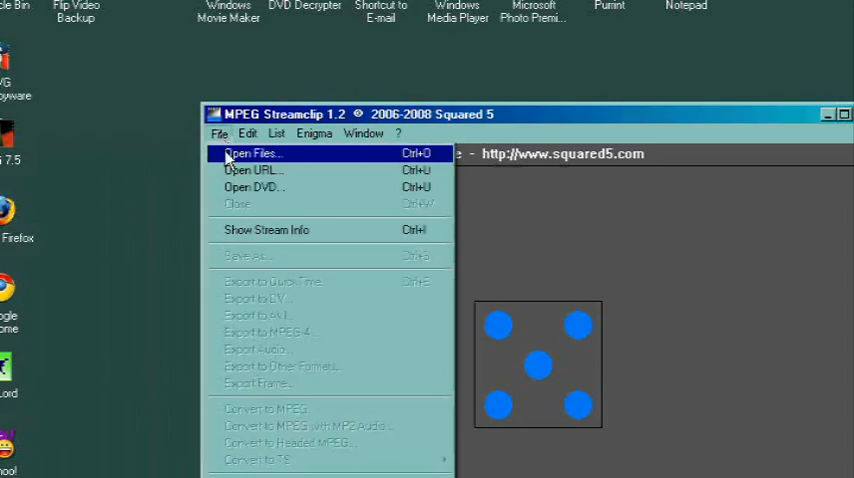 cle Bin
Flip Video
Backup
Windows
Movie Maker
DVD Decrypter
Shortcut to
E-mail
Windows
Media Player
Microsoft
Photo Premi...
Purrint
Notepad
VG
yware
G 7.5
Firefox
ogle
ome
Lord
hoo!
MPEG Streamclip 1.2 © 2006-2008 Squared 5
File Edit List Enigma Window ?
Open Files... Ctrl+O
e - http://www.squared5.com
Open URL... Ctrl+U
Open DVD... Ctrl+U
Close Ctrl+W
Show Stream Info Ctrl+I
Save As... Ctrl+S
Export to QuickTime Ctrl+E
Export to DV...
Export to AVI...
Export to MPEG-4...
Export Audio...
Export to Other Formats...
Export Frame...
Convert to MPEG
Convert to MPEG with MP2 Audio...
Convert to Headed MPEG...
Convert to TS